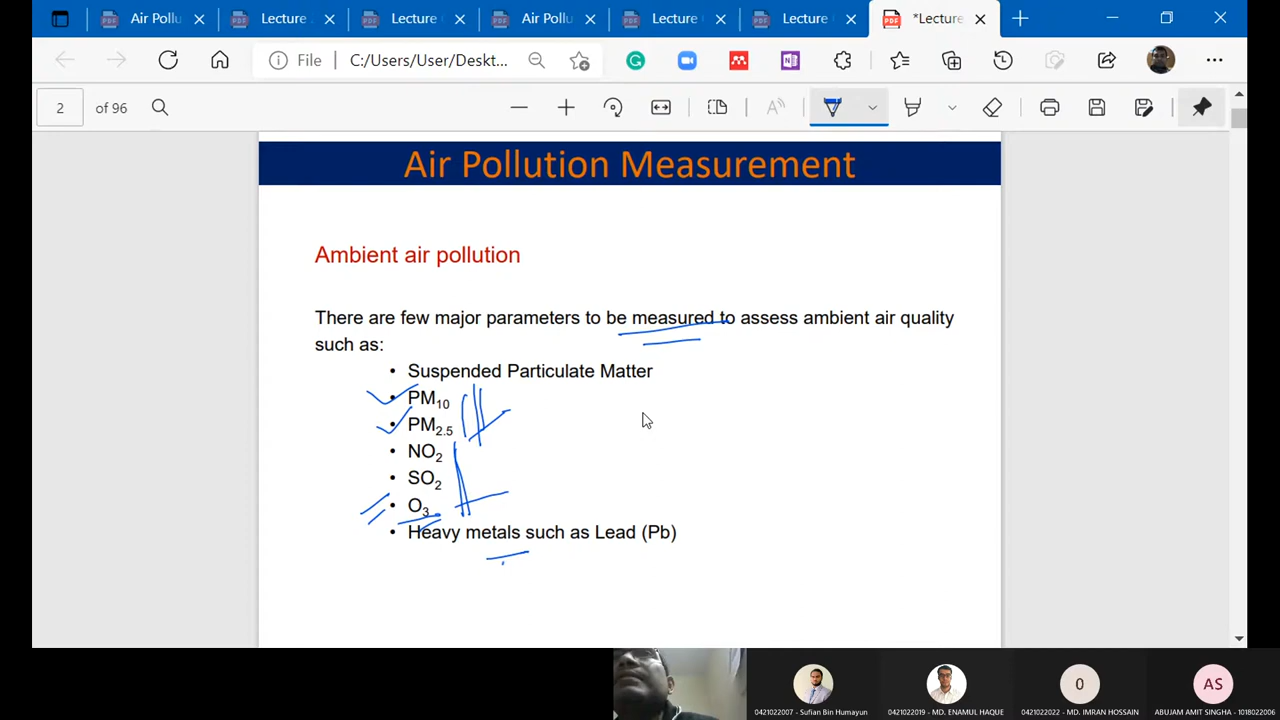 Air Pollu
Lecture
Lecture
Air Pollu
Lecture
Lecture
*Lecture
File
C:/Users/User/Deskt...
2
of 96
Air Pollution Measurement
Ambient air pollution
There are few major parameters to be measured to assess ambient air quality
such as:
• Suspended Particulate Matter
• PM10
• PM2.5
• NO2
• SO2
• O3
• Heavy metals such as Lead (Pb)
0
AS
0421022007 - Sufian Bin Humayun
0421022019 - MD. ENAMUL HAQUE
0421022022 - MD. IMRAN HOSSAIN
ABUJAM AMIT SINGHA - 1018022006